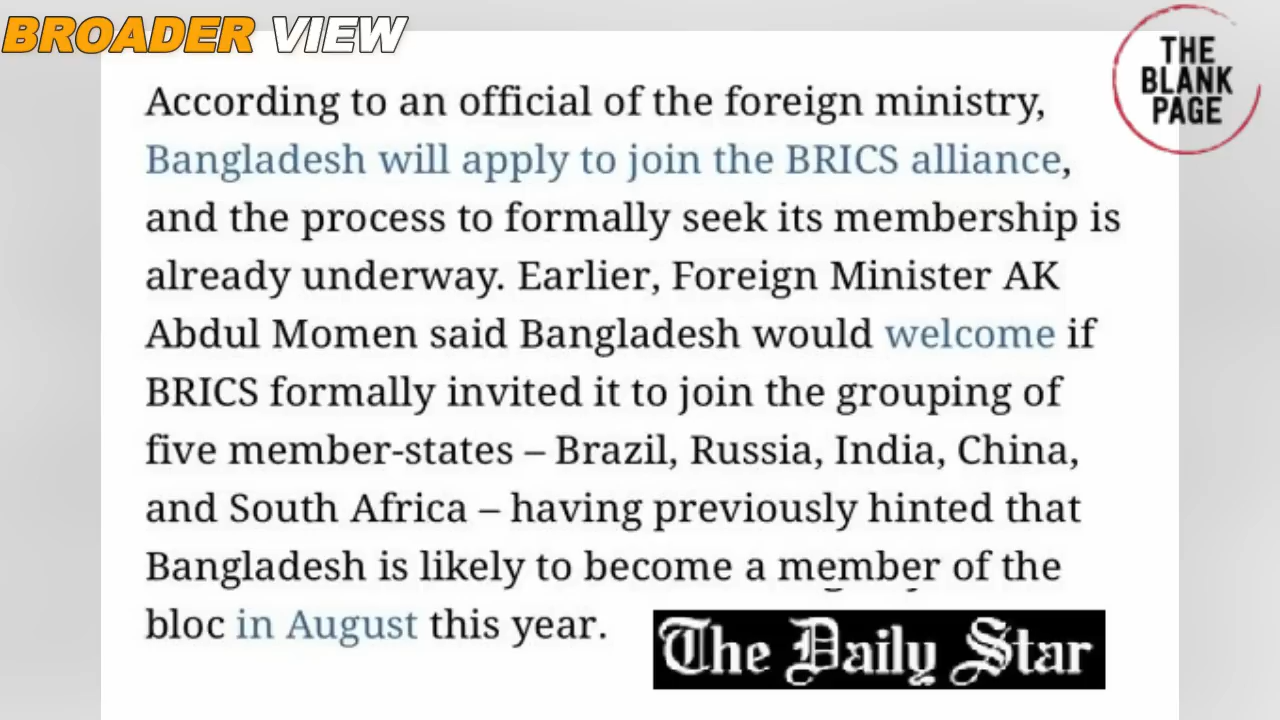 BROADER VIEW
THE
BLANK
PAGE
According to an official of the foreign ministry,
Bangladesh will apply to join the BRICS alliance,
and the process to formally seek its membership is
already underway. Earlier, Foreign Minister AK
Abdul Momen said Bangladesh would welcome if
BRICS formally invited it to join the grouping of
five member-states – Brazil, Russia, India, China,
and South Africa – having previously hinted that
Bangladesh is likely to become a member of the
bloc in August this year.
The Daily Star